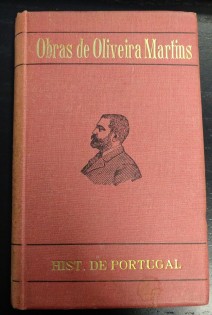 Obras de Oliveira Martins
HIST. DE PORTUGAL